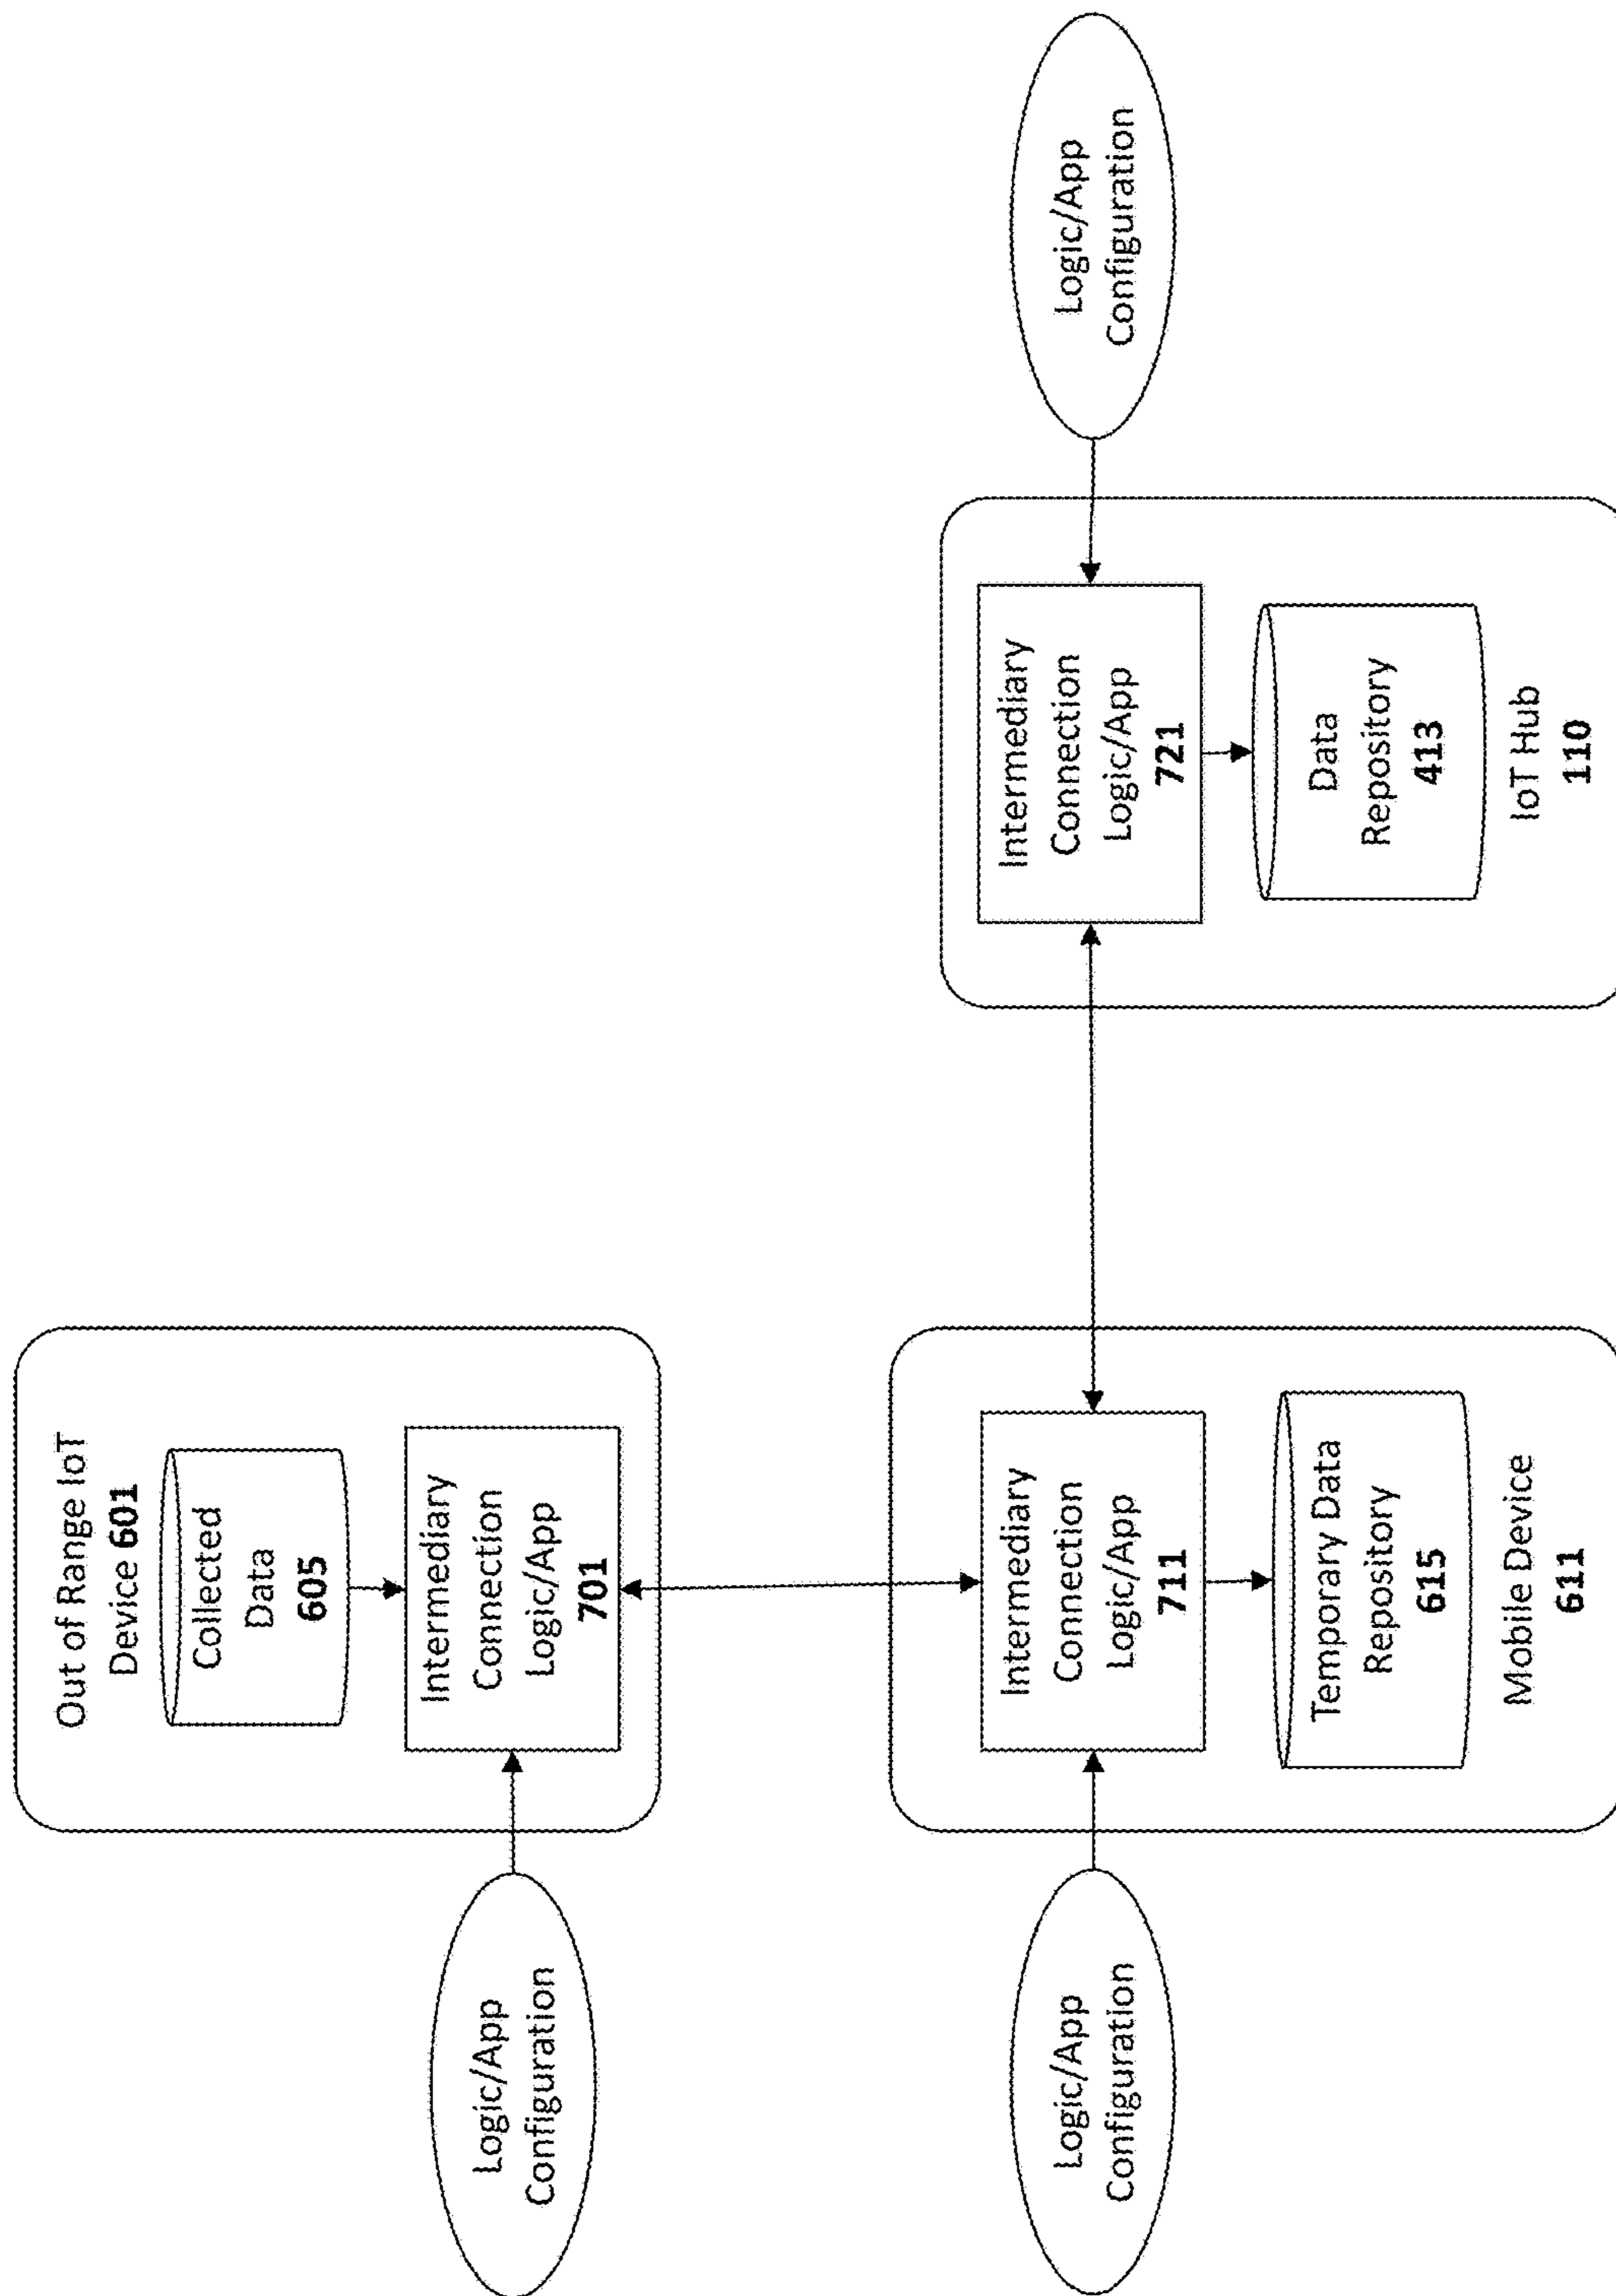 Out of Range IoT
Device 601
Collected
Data
605
Intermediary
Connection
Logic/App
701
Logic/App
Configuration
Logic/App
Configuration
Intermediary
Connection
Logic/App
711
Temporary Data
Repository
615
Mobile Device
611
Intermediary
Connection
Logic/App
721
Data
Repository
413
IoT Hub
110
Logic/App
Configuration